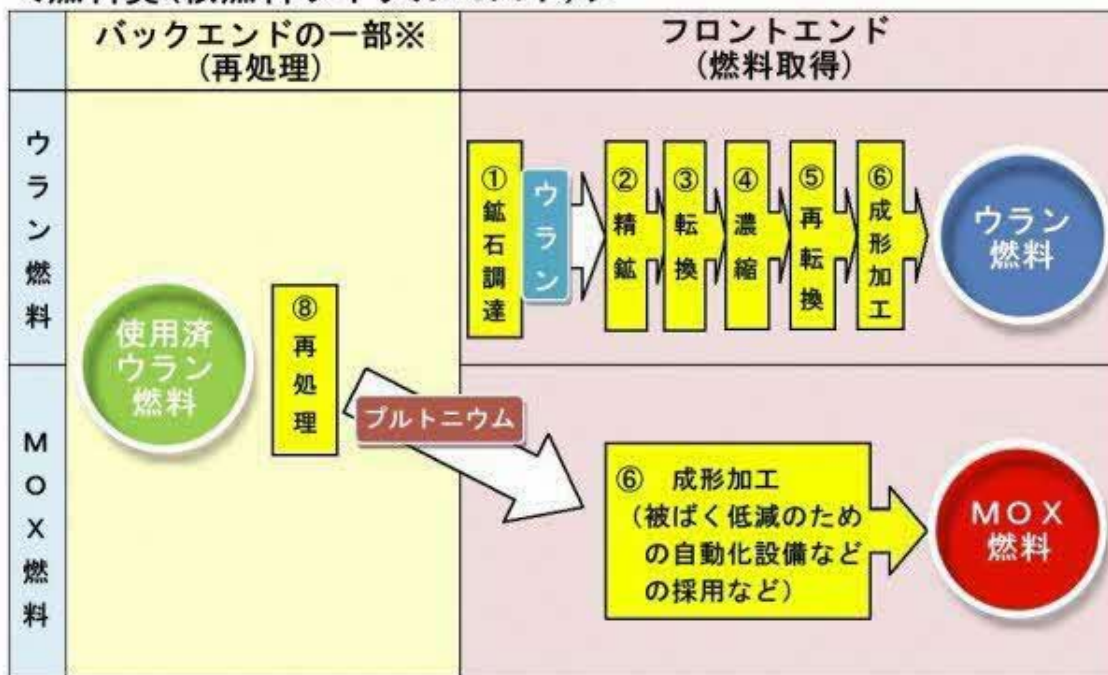 バックエンドの一部※
(再処理)
フロントエンド
(燃料取得)
ウラン燃料
①鉱石調達
ウラン
②精鉱
③転換
④濃縮
⑤再転換
⑥成形加工
ウラン
燃料
使用済
ウラン
燃料
⑧再処理
プルトニウム
MOX燃料
⑥ 成形加工
(被ばく低減のため
の自動化設備など
の採用など)
MOX
燃料